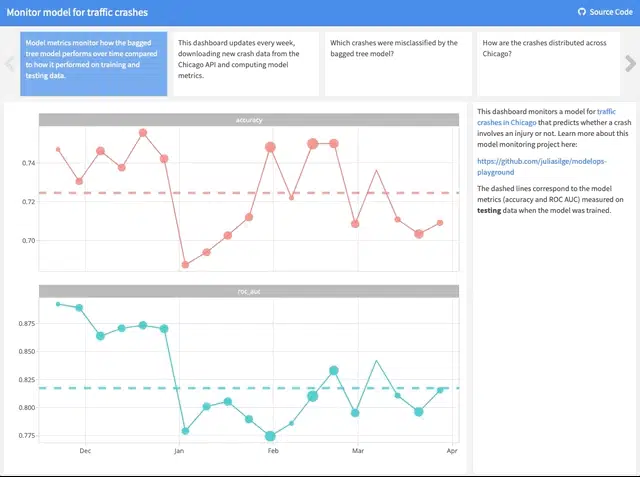 Monitor model for traffic crashes
Source Code
Model metrics monitor how the bagged
tree model performs over time compared
to how it performed on training and
testing data.
This dashboard updates every week,
downloading new crash data from the
Chicago API and computing model
metrics.
Which crashes were misclassified by the
bagged tree model?
How are the crashes distributed across
Chicago?
accuracy
0.74
0.72
0.70
roc_auc
0.875
0.850
0.825
0.800
0.775
Dec
Jan
Feb
Mar
Apr
This dashboard monitors a model for traffic
crashes in Chicago that predicts whether a crash
involves an injury or not. Learn more about this
model monitoring project here:
https://github.com/juliasilge/modelops-
playground
The dashed lines correspond to the model
metrics (accuracy and ROC AUC) measured on
testing data when the model was trained.